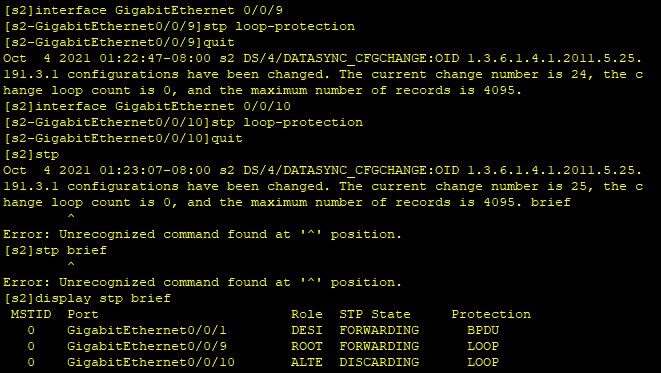 [s2]interface GigabitEthernet 0/0/9
[s2-GigabitEthernet0/0/9]stp loop-protection
[s2-GigabitEthernet0/0/9]quit
Oct  4 2021 01:22:47-08:00 s2 DS/4/DATASYNC_CFGCHANGE:OID 1.3.6.1.4.1.2011.5.25.
191.3.1 configurations have been changed. The current change number is 24, the c
hange loop count is 0, and the maximum number of records is 4095.
[s2]interface GigabitEthernet 0/0/10
[s2-GigabitEthernet0/0/10]stp loop-protection
[s2-GigabitEthernet0/0/10]quit
[s2]stp
Oct  4 2021 01:23:07-08:00 s2 DS/4/DATASYNC_CFGCHANGE:OID 1.3.6.1.4.1.2011.5.25.
191.3.1 configurations have been changed. The current change number is 25, the c
hange loop count is 0, and the maximum number of records is 4095. brief
        ^
Error: Unrecognized command found at '^' position.
[s2]stp brief
        ^
Error: Unrecognized command found at '^' position.
[s2]display stp brief
 MSTID  Port                        Role  STP State     Protection
   0    GigabitEthernet0/0/1        DESI  FORWARDING      BPDU
   0    GigabitEthernet0/0/9        ROOT  FORWARDING      LOOP
   0    GigabitEthernet0/0/10       ALTE  DISCARDING      LOOP